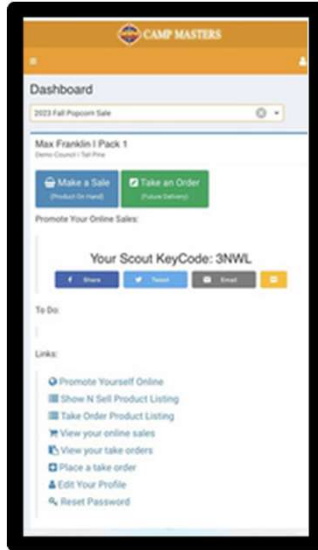 CAMP MASTERS
Dashboard
2023 Fall Popcorn Sale
Max Franklin | Pack 1
Demo Council | Tall Pine
Make a Sale
(Product On Hand)
Take an Order
(Future Delivery)
Promote Your Online Sales:
Your Scout KeyCode: 3NWL
Share
Tweet
Email
To Do:
Links:
Promote Yourself Online
Show N Sell Product Listing
Take Order Product Listing
View your online sales
View your take orders
Place a take order
Edit Your Profile
Reset Password